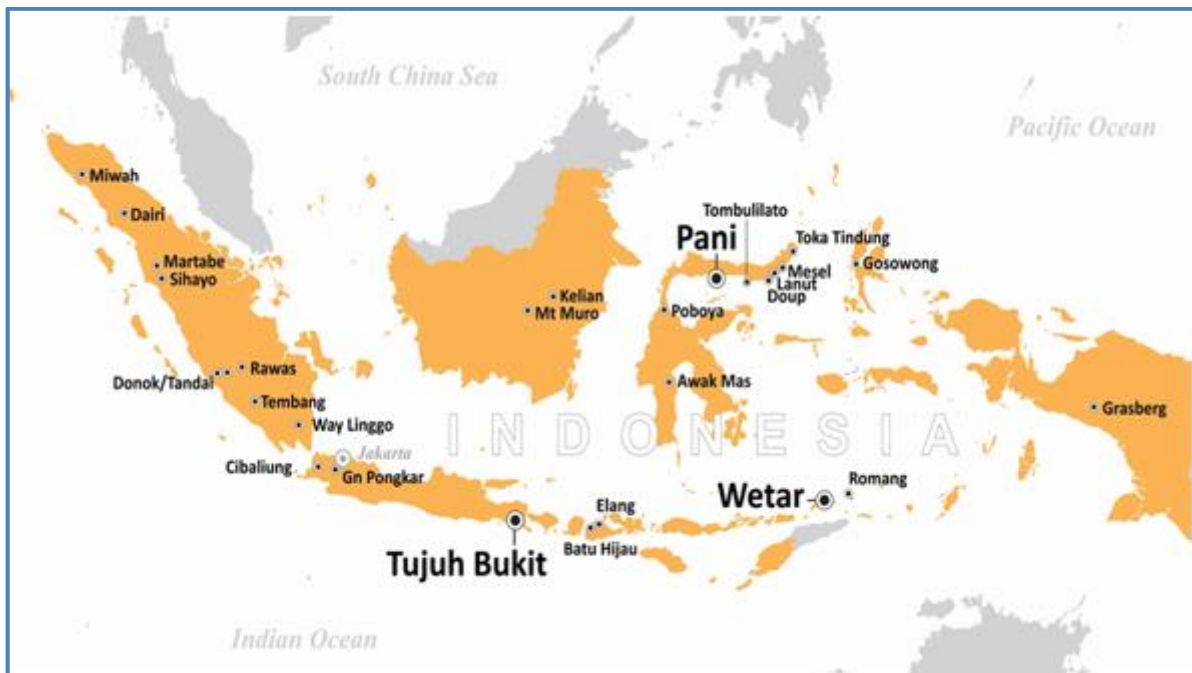 South China Sea
Pacific Ocean
Miwah
Dairi
Martabe
Sihayo
Tombulilato
Pani
Toka Tindung
Mesel
Gosowong
Lanut
Doup
Kelian
Mt Muro
Poboya
Rawas
Donok/Tandai
Awak Mas
Tembang
Grasberg
Way Linggo
INDONESIA
Jakarta
Cibaliung
Gn Pongkar
Romang
Wetar
Elang
Batu Hijau
Tujuh Bukit
Indian Ocean